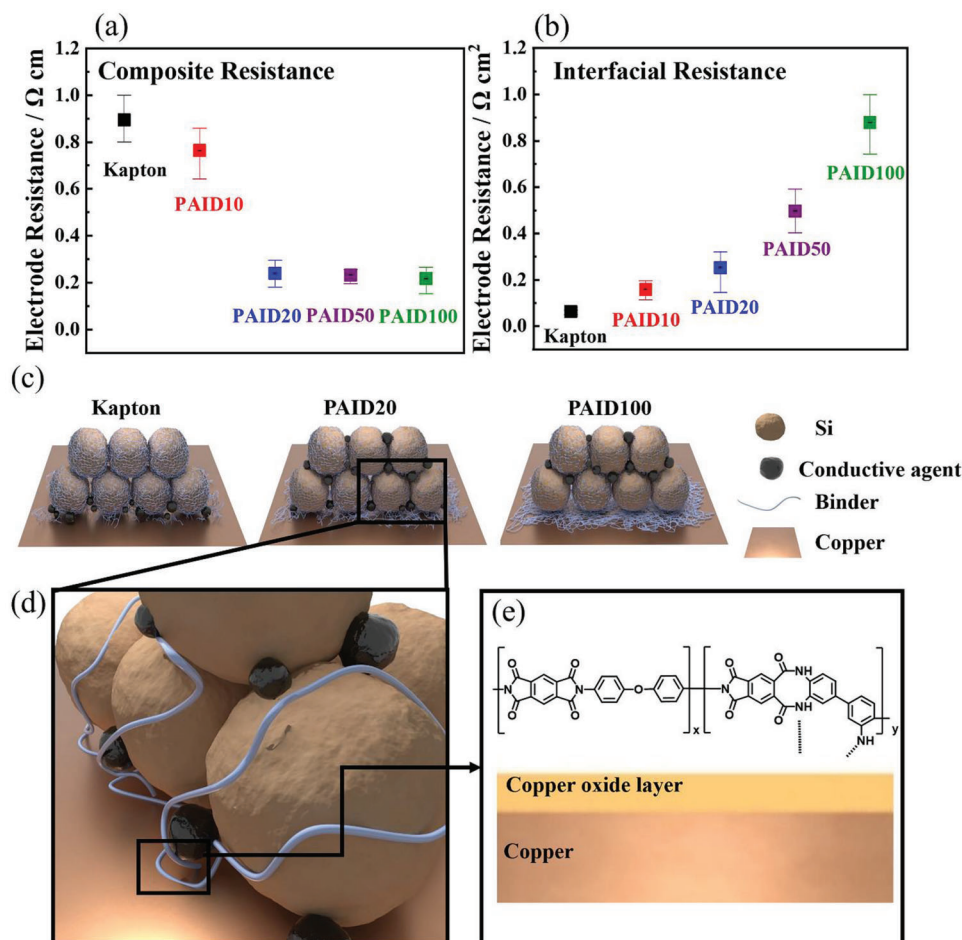 (a)
Composite Resistance
Electrode Resistance / Ω cm
1.2
1.0
0.8
0.6
0.4
0.2
0.0
Kapton
PAID10
PAID20
PAID50
PAID100
(b)
Interfacial Resistance
Electrode Resistance / Ω cm²
1.2
1.0
0.8
0.6
0.4
0.2
0.0
Kapton
PAID10
PAID20
PAID50
PAID100
(c)
Kapton
PAID20
PAID100
Si
Conductive agent
Binder
Copper
(d)
(e)
O
O
N
N
O
O
O
x
O
N
O
O
NH
O
NH
NH
y
Copper oxide layer
Copper